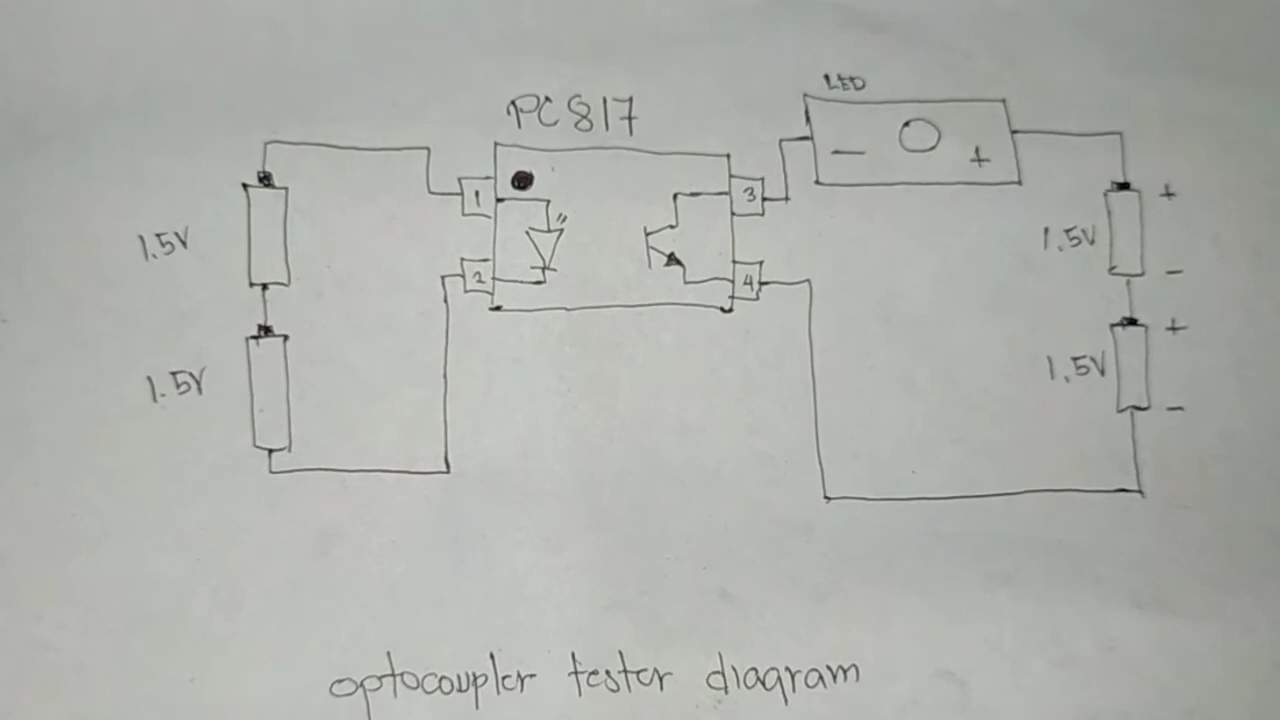 LED
PC817
1
3
+
− +
1.5V
1.5V
−
2
4
+
1.5V
1.5V
−
optocoupler tester diagram